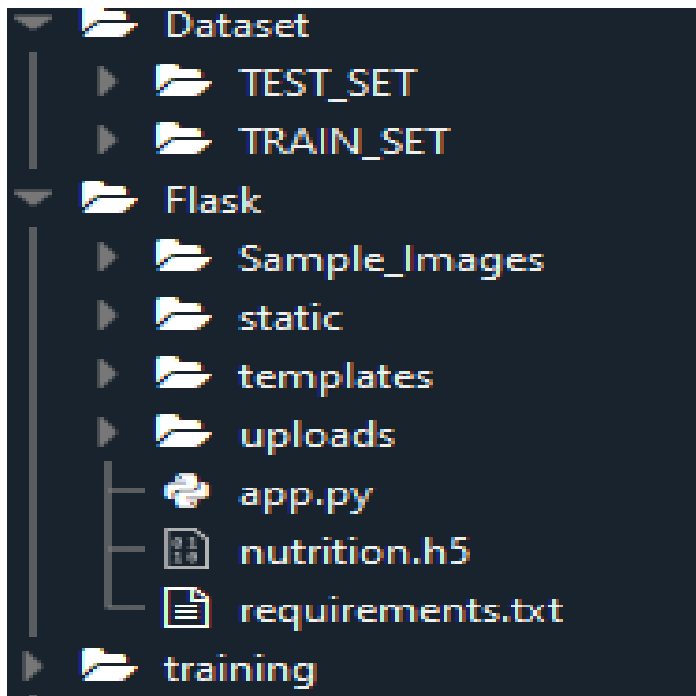 Dataset
TEST_SET
TRAIN_SET
Flask
Sample_Images
static
templates
uploads
app.py
nutrition.h5
requirements.txt
training